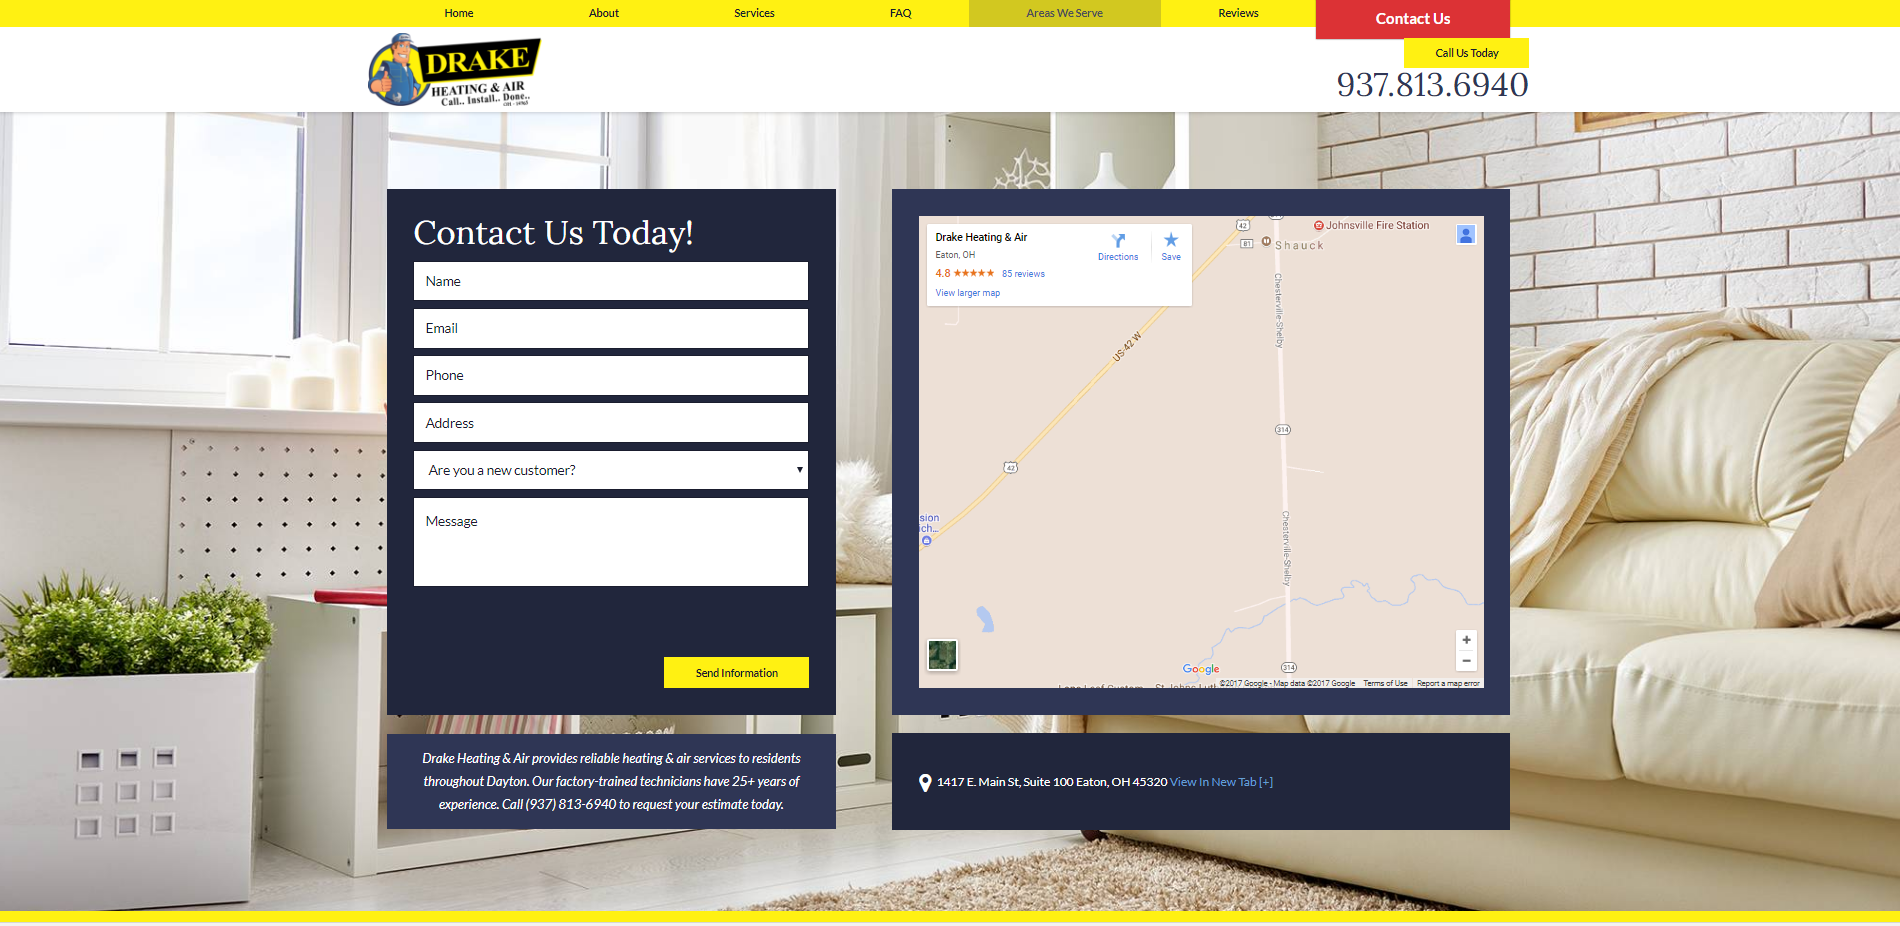 Home
About
Services
FAQ
Areas We Serve
Reviews
Contact Us
DRAKE
HEATING & AIR
Call.. Install.. Done..
Call Us Today
937.813.6940
Contact Us Today!
Name
Email
Phone
Address
Are you a new customer?
Message
Send Information
Drake Heating & Air provides reliable heating & air services to residents
throughout Dayton. Our factory-trained technicians have 25+ years of
experience. Call (937) 813-6940 to request your estimate today.
Drake Heating & Air
Eaton, OH
4.8 ★★★★★ 85 reviews
View larger map
Directions
Save
42
Johnsville Fire Station
81
Shauck
Chesterville-Shelby
US-42 W
314
42
sion
ich...
Chesterville-Shelby
314
Google
©2017 Google - Map data ©2017 Google
Terms of Use
Report a map error
+
−
1417 E. Main St, Suite 100 Eaton, OH 45320 View In New Tab [+]